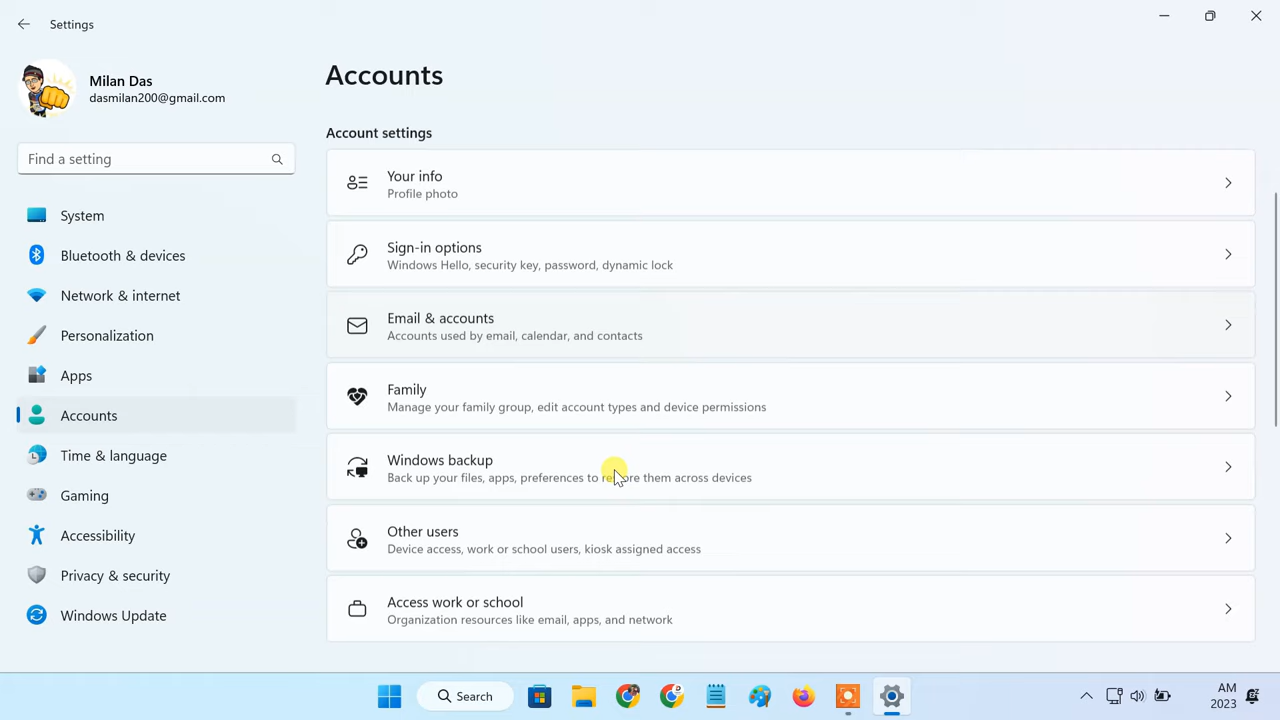 Settings
Milan Das
dasmilan200@gmail.com
Find a setting
System
Bluetooth & devices
Network & internet
Personalization
Apps
Accounts
Time & language
Gaming
Accessibility
Privacy & security
Windows Update
Accounts
Account settings
Your info
Profile photo
Sign-in options
Windows Hello, security key, password, dynamic lock
Email & accounts
Accounts used by email, calendar, and contacts
Family
Manage your family group, edit account types and device permissions
Windows backup
Back up your files, apps, preferences to restore them across devices
Other users
Device access, work or school users, kiosk assigned access
Access work or school
Organization resources like email, apps, and network
Search
AM
2023